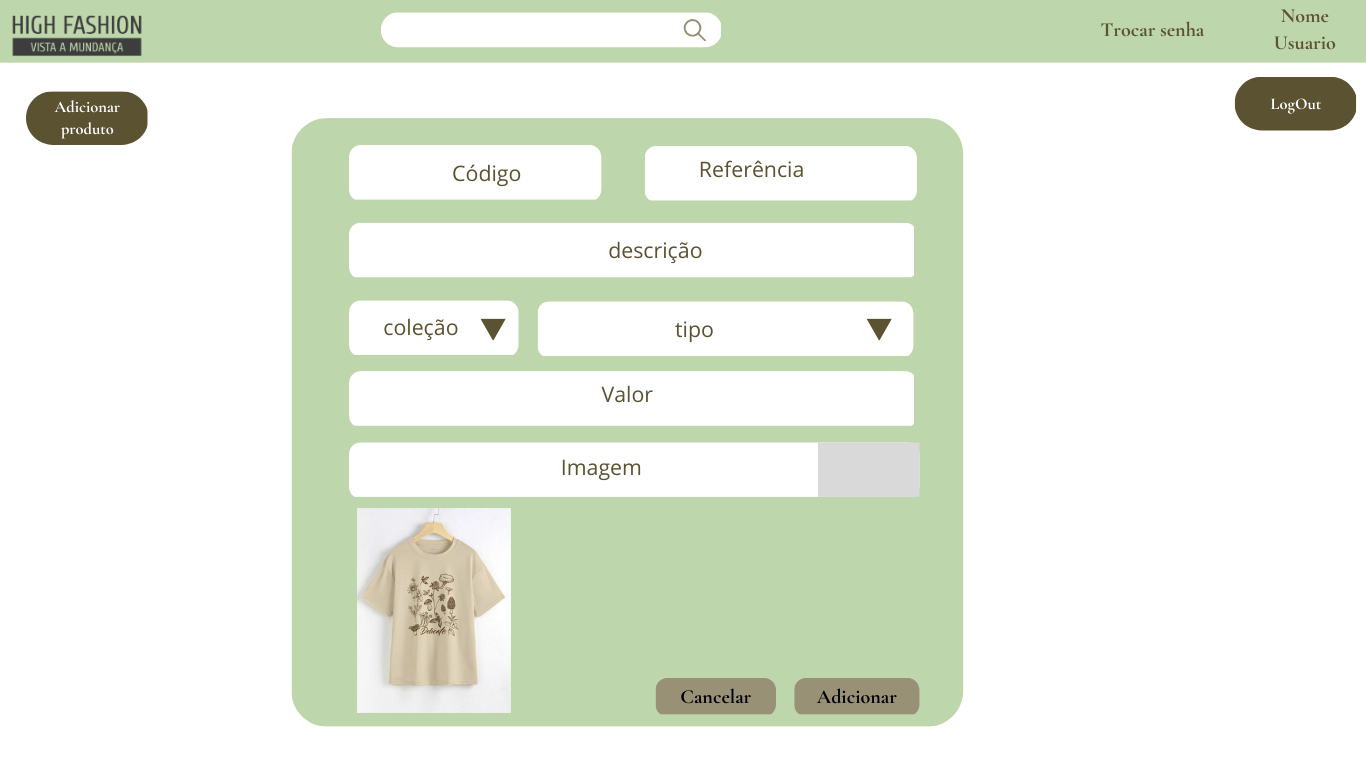 HIGH FASHION
VISTA A MUNDANÇA
Trocar senha
Nome
Usuario
Adicionar
produto
LogOut
Código
Referência
descrição
coleção
tipo
Valor
Imagem
Delicate
Cancelar
Adicionar